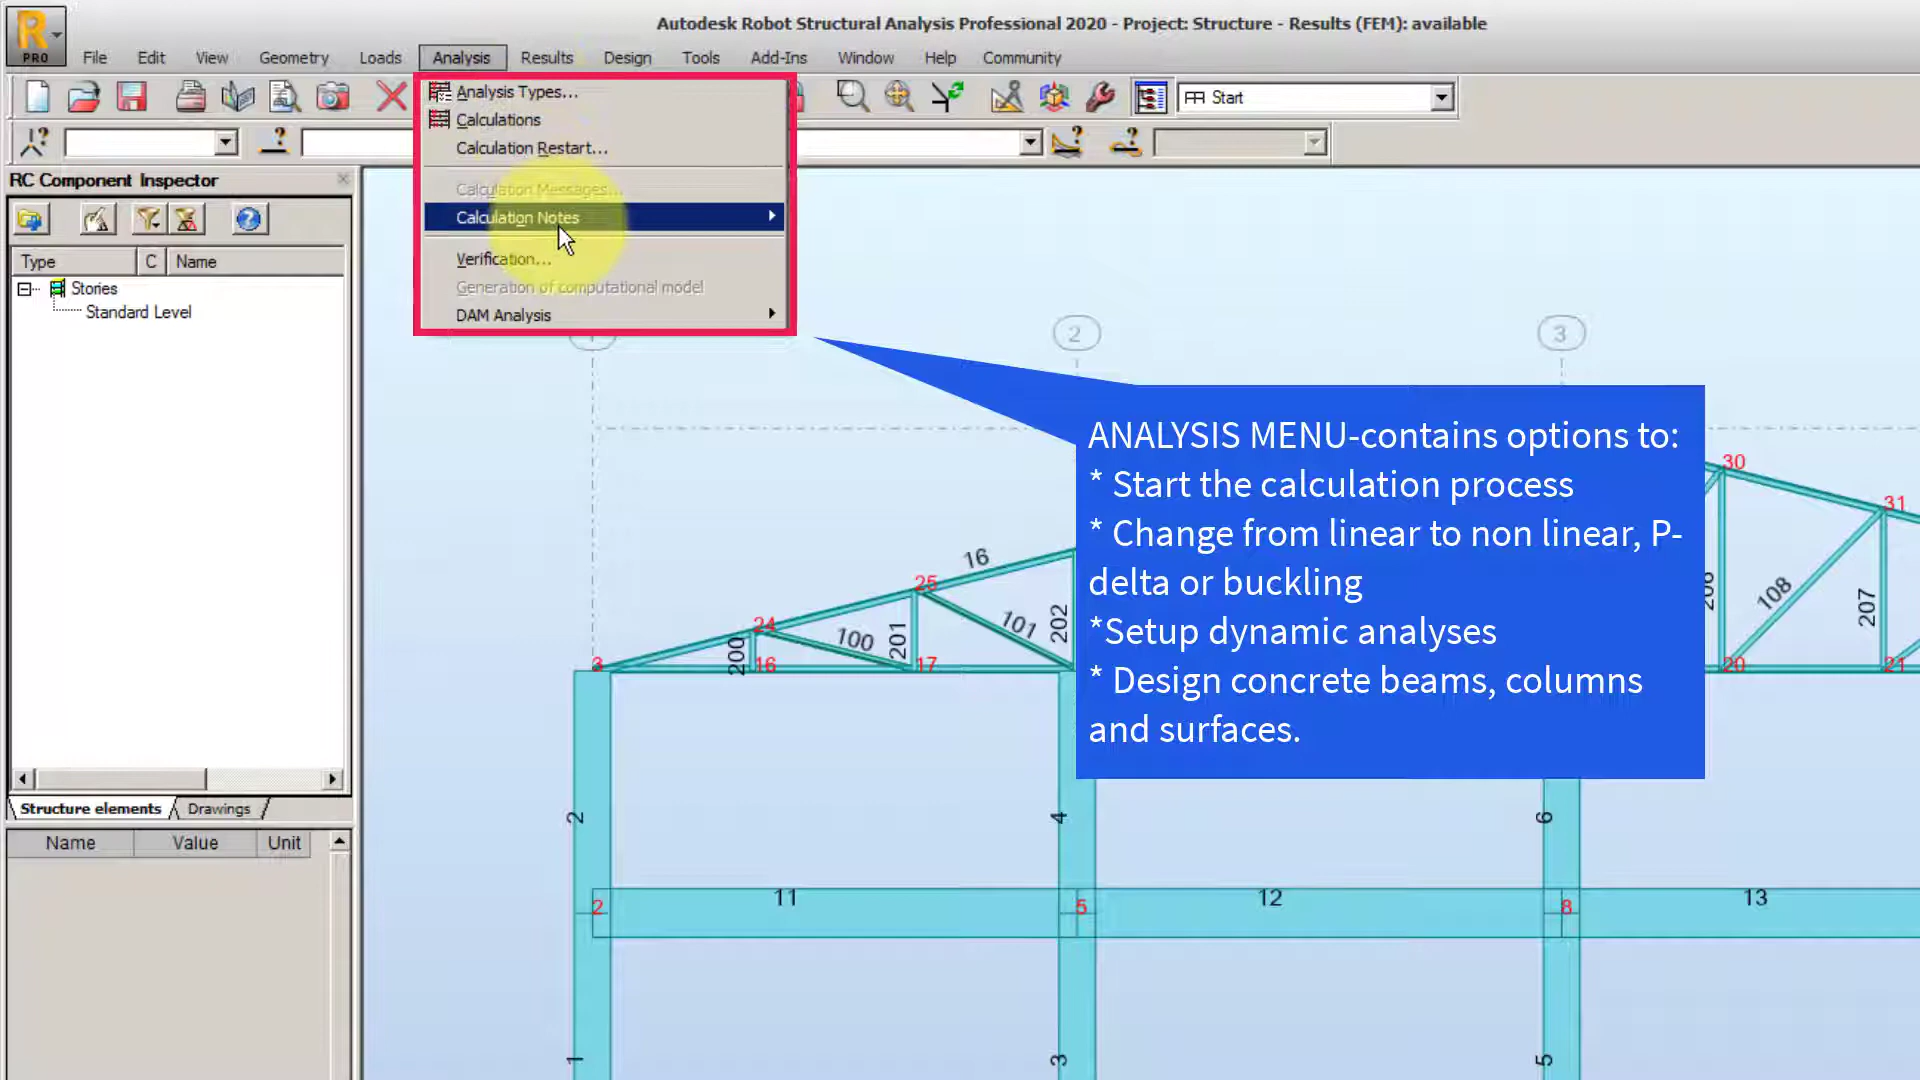 Autodesk Robot Structural Analysis Professional 2020 - Project: Structure - Results (FEM): available
PRO
File Edit View Geometry Loads Analysis Results Design Tools Add-Ins Window Help Community
Start
Analysis Types...
Calculations
Calculation Restart...
Calculation Messages...
Calculation Notes
Verification...
Generation of computational model
DAM Analysis
RC Component Inspector
Type C Name
Stories
Standard Level
Structure elements Drawings
Name Value Unit
2 3
ANALYSIS MENU-contains options to:
* Start the calculation process
* Change from linear to non linear, P-
delta or buckling
*Setup dynamic analyses
* Design concrete beams, columns
and surfaces.
30
31
16
25
24
100
101
200
201
202
108
207
3 16 17 20 21
2 4 6
11 12 13
2 5 8
1 3 5